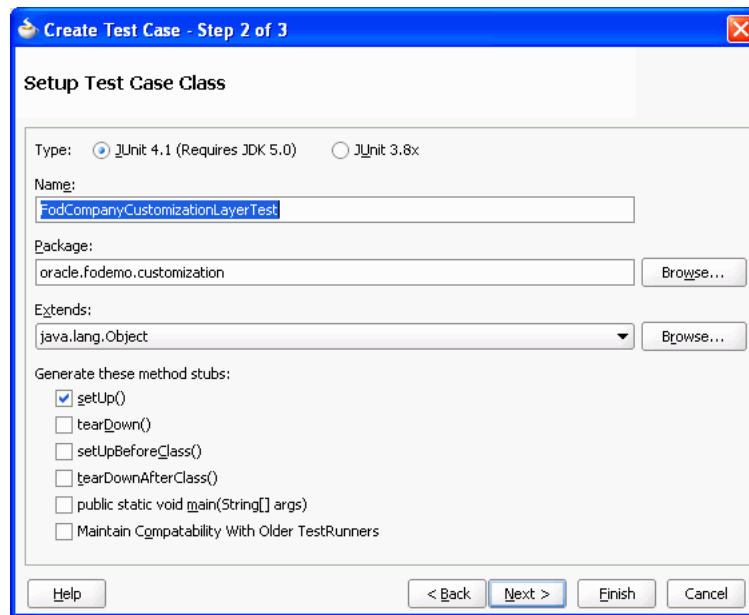 Create Test Case - Step 2 of 3
Setup Test Case Class
Type: JUnit 4.1 (Requires JDK 5.0) JUnit 3.8x
Name:
FodCompanyCustomizationLayerTest
Package:
oracle.fodemo.customization Browse...
Extends:
java.lang.Object Browse...
Generate these method stubs:
setUp()
tearDown()
setUpBeforeClass()
tearDownAfterClass()
public static void main(String[] args)
Maintain Compatability With Older TestRunners
Help < Back Next > Finish Cancel